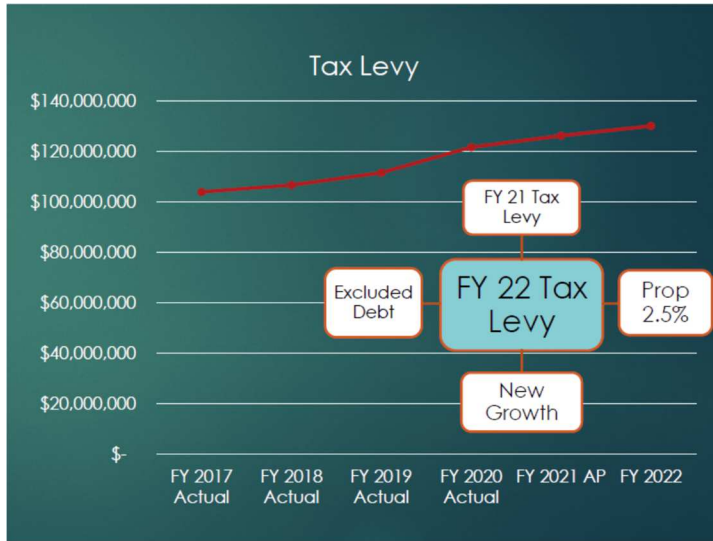 Tax Levy
$140,000,000
$120,000,000
$100,000,000
$80,000,000
$60,000,000
$40,000,000
$20,000,000
$-
FY 21 Tax
Levy
Excluded
Debt
FY 22 Tax
Levy
Prop
2.5%
New
Growth
FY 2017
Actual
FY 2018
Actual
FY 2019
Actual
FY 2020
Actual
FY 2021 AP
FY 2022